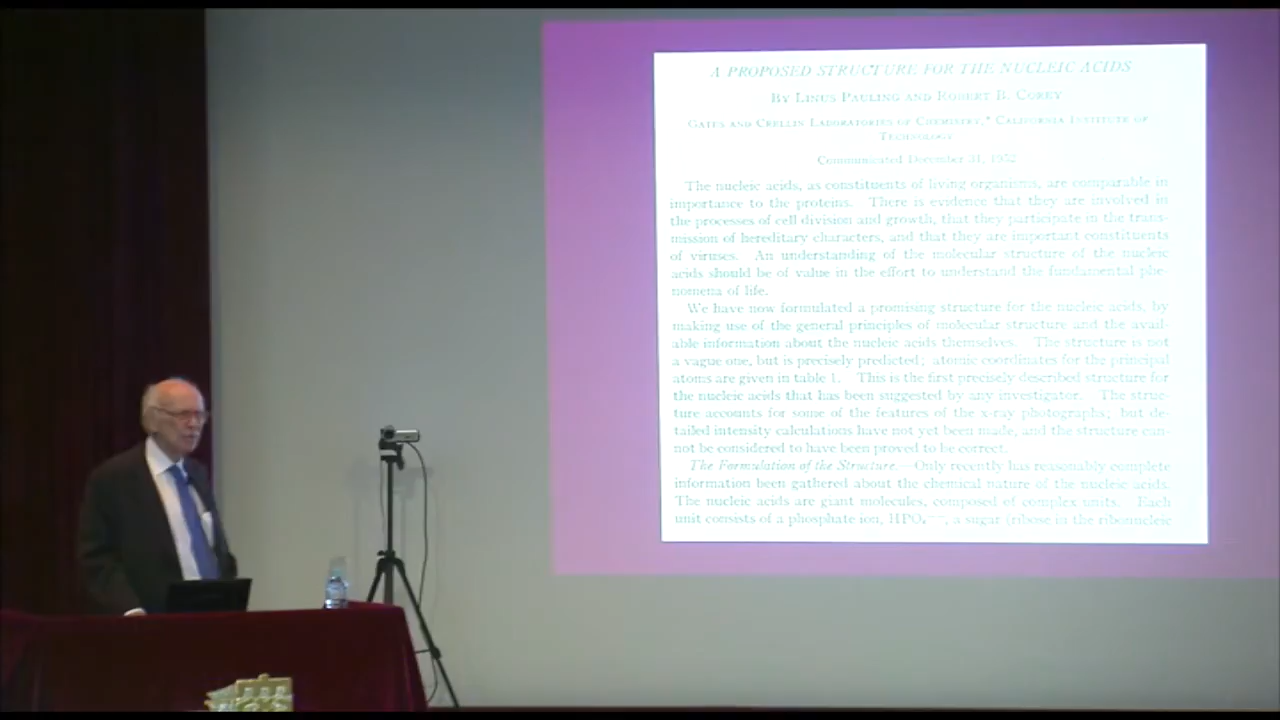 A PROPOSED STRUCTURE FOR THE NUCLEIC ACIDS
BY LINUS PAULING AND ROBERT B. COREY
GATES AND CRELLIN LABORATORIES OF CHEMISTRY,* CALIFORNIA INSTITUTE OF
TECHNOLOGY
Communicated December 31, 1952
The nucleic acids, as constituents of living organisms, are comparable in
importance to the proteins. There is evidence that they are involved in
the processes of cell division and growth, that they participate in the trans-
mission of hereditary characters, and that they are important constituents
of viruses. An understanding of the molecular structure of the nucleic
acids should be of value in the effort to understand the fundamental phe-
nomena of life.
We have now formulated a promising structure for the nucleic acids, by
making use of the general principles of molecular structure and the avail-
able information about the nucleic acids themselves. The structure is not
a vague one, but is precisely predicted; atomic coordinates for the principal
atoms are given in table 1. This is the first precisely described structure for
the nucleic acids that has been suggested by any investigator. The struc-
ture accounts for some of the features of the x-ray photographs; but de-
tailed intensity calculations have not yet been made, and the structure can-
not be considered to have been proved to be correct.
The Formulation of the Structure.—Only recently has reasonably complete
information been gathered about the chemical nature of the nucleic acids.
The nucleic acids are giant molecules, composed of complex units. Each
unit consists of a phosphate ion, HPO₄⁻⁻, a sugar (ribose in the ribonucleic